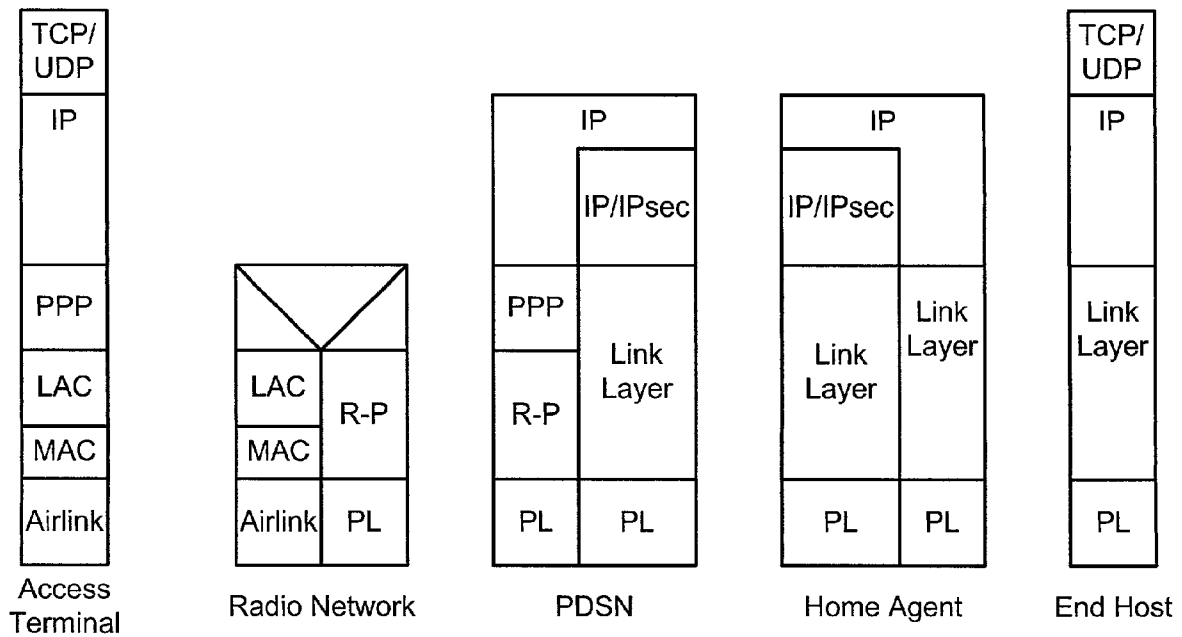 TCP/
UDP
IP
PPP
LAC
MAC
Airlink
Access
Terminal
LAC
MAC
Airlink
R-P
PL
Radio Network
IP
IP/IPsec
PPP
R-P
Link
Layer
PL
PL
PDSN
IP
IP/IPsec
Link
Layer
Link
Layer
PL
PL
Home Agent
TCP/
UDP
IP
Link
Layer
PL
End Host